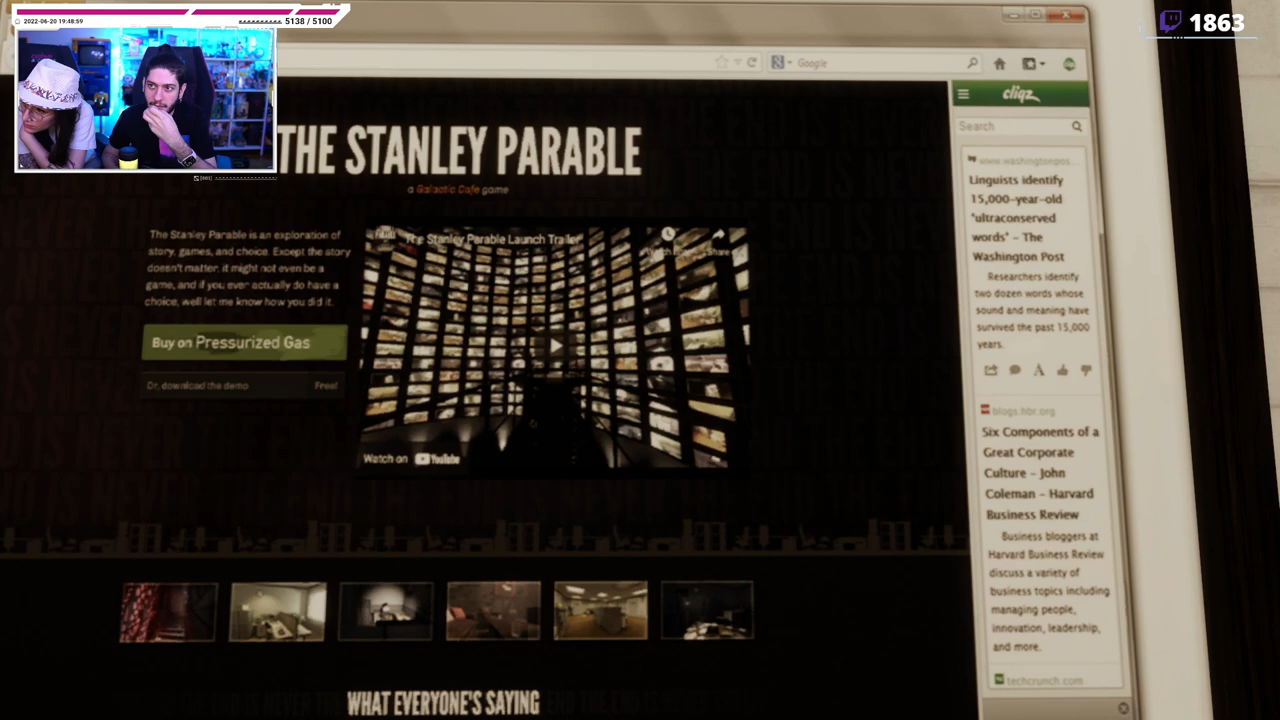 2022-06-20 19:48:59
5138 / 5100
1863
Google
cliqz
Search
THE STANLEY PARABLE
a Galactic Cafe game
www.washingtonpos...
Linguists identify
15,000-year-old
'ultraconserved
words' - The
Washington Post
Researchers identify
two dozen words whose
sound and meaning have
survived the past 15,000
years.
The Stanley Parable is an exploration of
story, games, and choice. Except the story
doesn't matter, it might not even be a
game, and if you ever actually do have a
choice, well let me know how you did it.
The Stanley Parable Launch Trailer
Share
Buy on Pressurized Gas
Or, download the demo Free!
Watch on YouTube
blogs.hbr.org
Six Components of a
Great Corporate
Culture - John
Coleman - Harvard
Business Review
Business bloggers at
Harvard Business Review
discuss a variety of
business topics including
managing people,
innovation, leadership,
and more.
techcrunch.com
WHAT EVERYONE'S SAYING